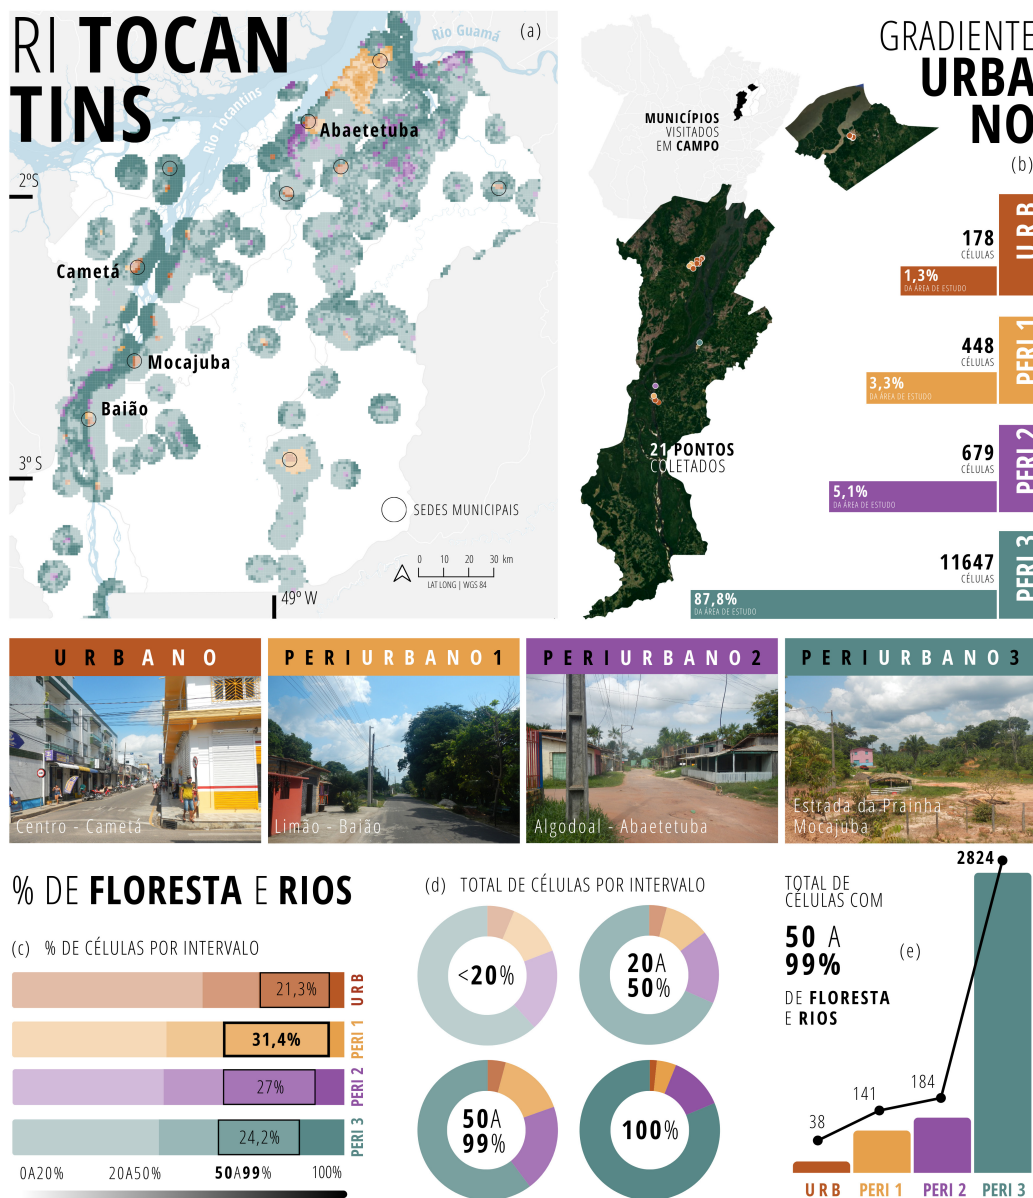 RI TOCAN
TINS
(a)
Rio Guamá
Rio Tocantins
Abaetetuba
2ºS
Cametá
Mocajuba
Baião
3º S
SEDES MUNICIPAIS
0 10 20 30 km
LAT LONG | WGS 84
49º W
GRADIENTE
URBA
NO
(b)
MUNICÍPIOS
VISITADOS
EM CAMPO
21 PONTOS
COLETADOS
178
CÉLULAS
1,3%
DA ÁREA DE ESTUDO
URB
448
CÉLULAS
3,3%
DA ÁREA DE ESTUDO
PERI 1
679
CÉLULAS
5,1%
DA ÁREA DE ESTUDO
PERI 2
11647
CÉLULAS
87,8%
DA ÁREA DE ESTUDO
PERI 3
URBANO
Centro - Cametá
PERIURBANO1
Limão - Baião
PERIURBANO2
Algodoal - Abaetetuba
PERIURBANO3
Estrada da Prainha -
Mocajuba
% DE FLORESTA E RIOS
(c) % DE CÉLULAS POR INTERVALO
21,3%
URB
31,4%
PERI 1
27%
PERI 2
24,2%
PERI 3
0A20% 20A50% 50A99% 100%
(d) TOTAL DE CÉLULAS POR INTERVALO
<20%
20A
50%
50A
99%
100%
TOTAL DE
CÉLULAS COM
50 A
99%
(e)
DE FLORESTA
E RIOS
38
141
184
2824
URB PERI 1 PERI 2 PERI 3